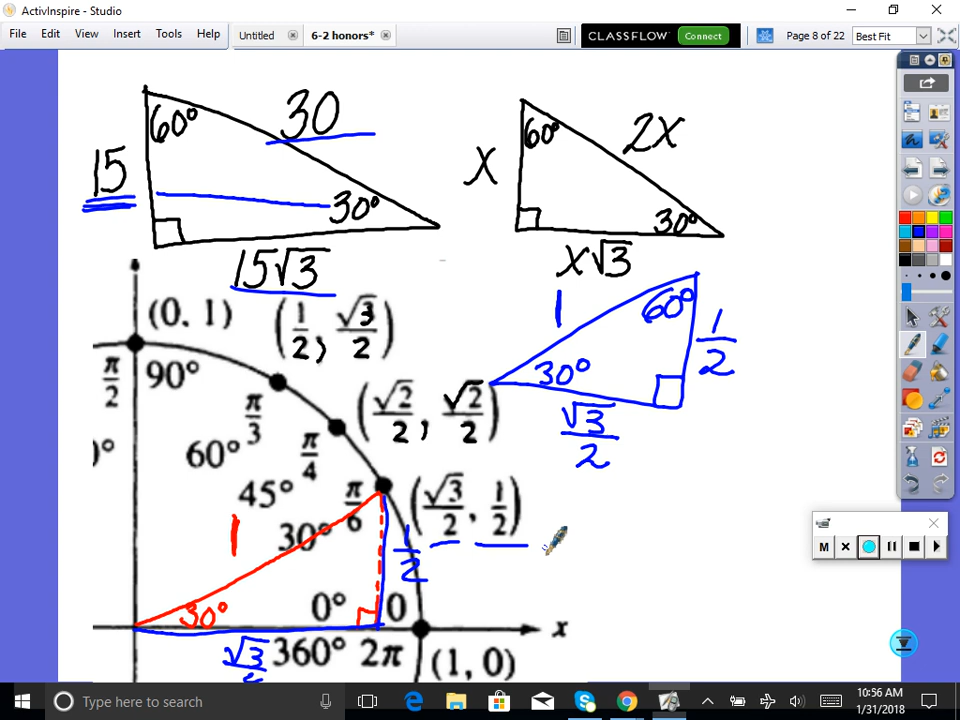 ActivInspire - Studio
File Edit View Insert Tools Help Untitled 6-2 honors* CLASSFLOW Connect Page 8 of 22 Best Fit
60° 30
15
30°
15√3
60° 2x
x
30°
x√3
(0, 1) (1/2, √3/2)
π/2 90°
π/3
60°
(√2/2, √2/2)
π/4
45°
π/6 (√3/2, 1/2)
30°
1
1/2
30° 0° 0 x
√3
360° 2π (1, 0)
1 60° 1/2
30°
√3/2
M
Type here to search
10:56 AM
1/31/2018